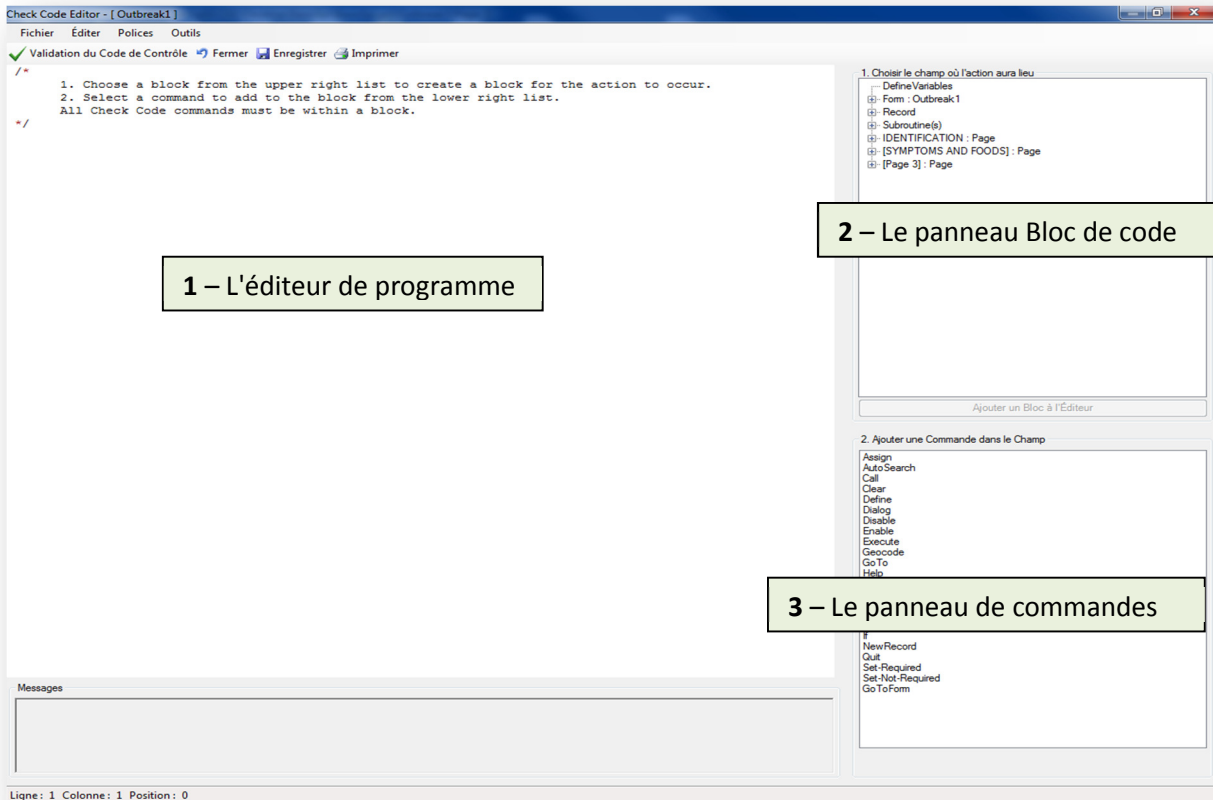 Check Code Editor - [ Outbreak1 ]
Fichier Éditer Polices Outils
Validation du Code de Contrôle Fermer Enregistrer Imprimer
/*
1. Choose a block from the upper right list to create a block for the action to occur.
2. Select a command to add to the block from the lower right list.
All Check Code commands must be within a block.
*/
1 – L'éditeur de programme
1. Choisir le champ où l'action aura lieu
DefineVariables
Form : Outbreak1
Record
Subroutine(s)
IDENTIFICATION : Page
[SYMPTOMS AND FOODS] : Page
[Page 3] : Page
2 – Le panneau Bloc de code
Ajouter un Bloc à l'Éditeur
2. Ajouter une Commande dans le Champ
Assign
AutoSearch
Call
Clear
Define
Dialog
Disable
Enable
Execute
Geocode
GoTo
Help
3 – Le panneau de commandes
If
NewRecord
Quit
Set-Required
Set-Not-Required
GoToForm
Messages
Ligne: 1 Colonne: 1 Position: 0